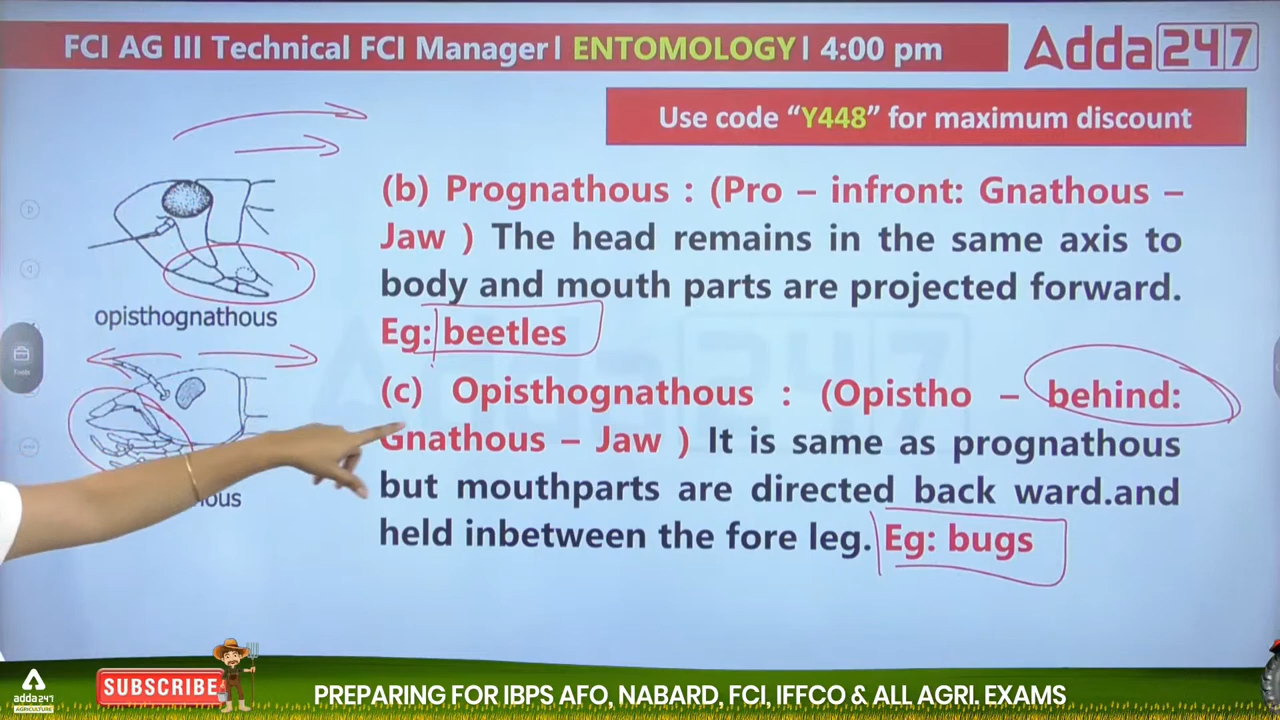 FCI AG III Technical FCI Manager| ENTOMOLOGY| 4:00 pm
Adda247
Use code “Y448” for maximum discount
(b) Prognathous : (Pro – infront: Gnathous –
Jaw ) The head remains in the same axis to
body and mouth parts are projected forward.
Eg: beetles
opisthognathous
(c) Opisthognathous : (Opistho – behind:
Gnathous – Jaw ) It is same as prognathous
but mouthparts are directed back ward.and
held inbetween the fore leg. Eg: bugs
Tools
adda247
AGRICULTURE
SUBSCRIBE
PREPARING FOR IBPS AFO, NABARD, FCI, IFFCO & ALL AGRI. EXAMS